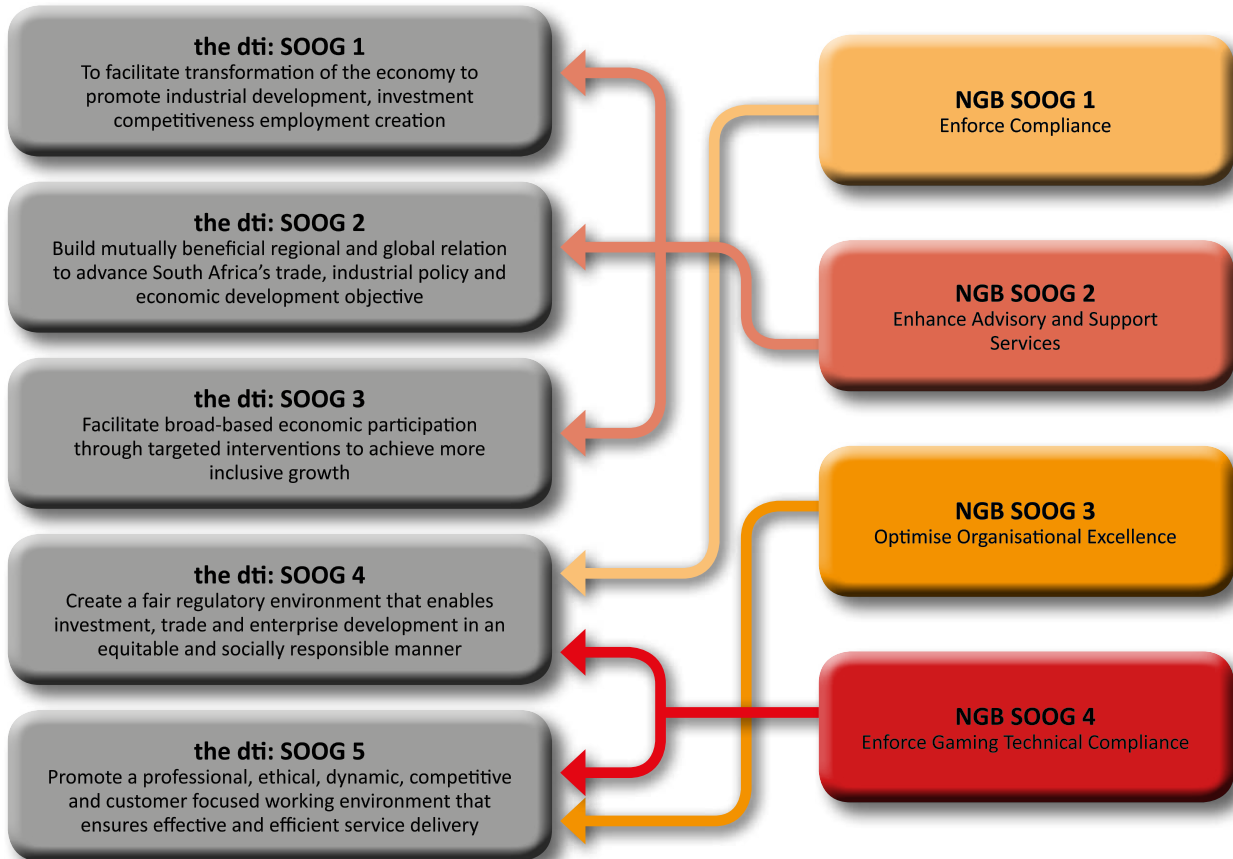 the dti: SOOG 1
To facilitate transformation of the economy to
promote industrial development, investment
competitiveness employment creation
the dti: SOOG 2
Build mutually beneficial regional and global relation
to advance South Africa’s trade, industrial policy and
economic development objective
the dti: SOOG 3
Facilitate broad-based economic participation
through targeted interventions to achieve more
inclusive growth
the dti: SOOG 4
Create a fair regulatory environment that enables
investment, trade and enterprise development in an
equitable and socially responsible manner
the dti: SOOG 5
Promote a professional, ethical, dynamic, competitive
and customer focused working environment that
ensures effective and efficient service delivery
NGB SOOG 1
Enforce Compliance
NGB SOOG 2
Enhance Advisory and Support
Services
NGB SOOG 3
Optimise Organisational Excellence
NGB SOOG 4
Enforce Gaming Technical Compliance